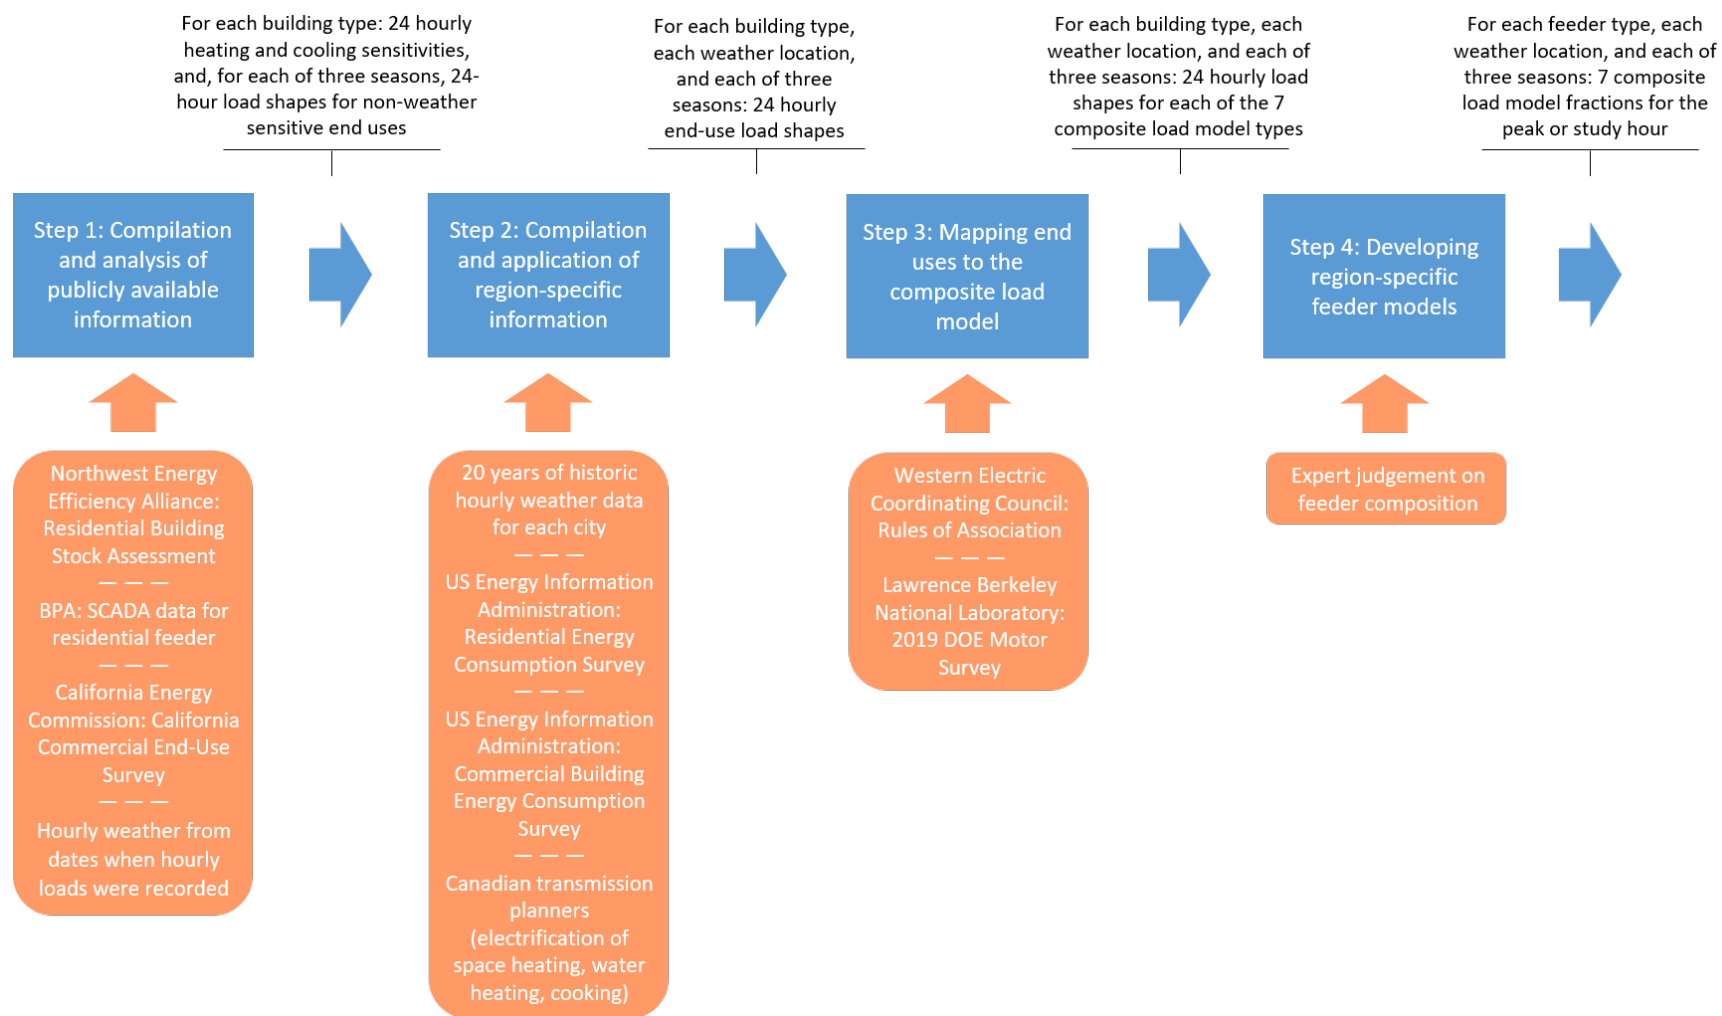 For each building type: 24 hourly
heating and cooling sensitivities,
and, for each of three seasons, 24-
hour load shapes for non-weather
sensitive end uses
For each building type,
each weather location,
and each of three
seasons: 24 hourly
end-use load shapes
For each building type, each
weather location, and each of
three seasons: 24 hourly load
shapes for each of the 7
composite load model types
For each feeder type, each
weather location, and each of
three seasons: 7 composite
load model fractions for the
peak or study hour
Step 1: Compilation
and analysis of
publicly available
information
Step 2: Compilation
and application of
region-specific
information
Step 3: Mapping end
uses to the
composite load
model
Step 4: Developing
region-specific
feeder models
Northwest Energy
Efficiency Alliance:
Residential Building
Stock Assessment
— — —
BPA: SCADA data for
residential feeder
— — —
California Energy
Commission: California
Commercial End-Use
Survey
— — —
Hourly weather from
dates when hourly
loads were recorded
20 years of historic
hourly weather data
for each city
— — —
US Energy Information
Administration:
Residential Energy
Consumption Survey
— — —
US Energy Information
Administration:
Commercial Building
Energy Consumption
Survey
— — —
Canadian transmission
planners
(electrification of
space heating, water
heating, cooking)
Western Electric
Coordinating Council:
Rules of Association
— — —
Lawrence Berkeley
National Laboratory:
2019 DOE Motor
Survey
Expert judgement on
feeder composition